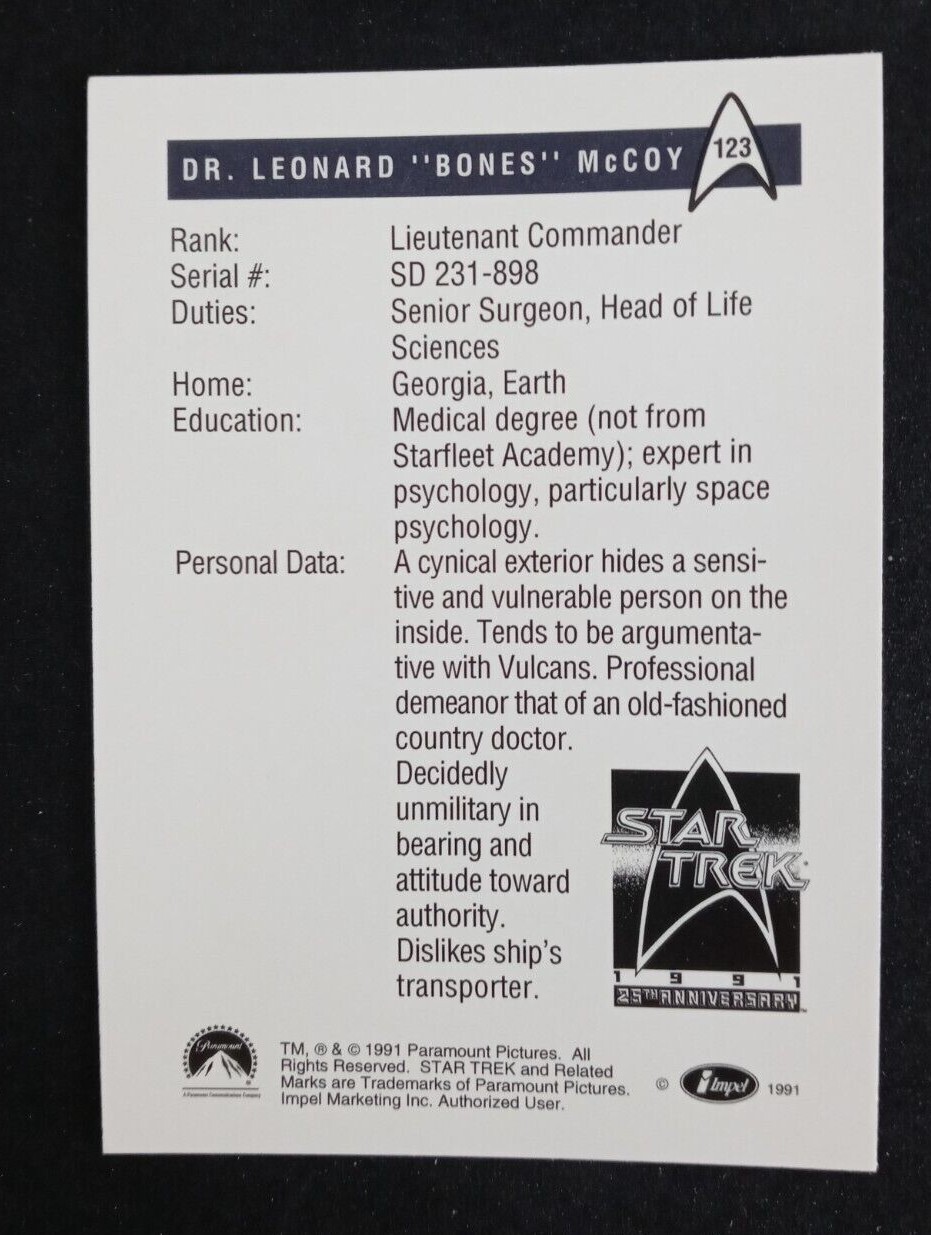 DR. LEONARD "BONES" McCOY 123
Rank: Lieutenant Commander
Serial #: SD 231-898
Duties: Senior Surgeon, Head of Life
Sciences
Home: Georgia, Earth
Education: Medical degree (not from
Starfleet Academy); expert in
psychology, particularly space
psychology.
Personal Data: A cynical exterior hides a sensi-
tive and vulnerable person on the
inside. Tends to be argumenta-
tive with Vulcans. Professional
demeanor that of an old-fashioned
country doctor.
Decidedly
unmilitary in
bearing and
attitude toward
authority.
Dislikes ship's
transporter.
STAR
TREK
1 9 9 1
25TH ANNIVERSARY
Paramount
A Paramount Communications Company
TM, ® & © 1991 Paramount Pictures. All
Rights Reserved. STAR TREK and Related
Marks are Trademarks of Paramount Pictures.
Impel Marketing Inc. Authorized User.
© Impel 1991